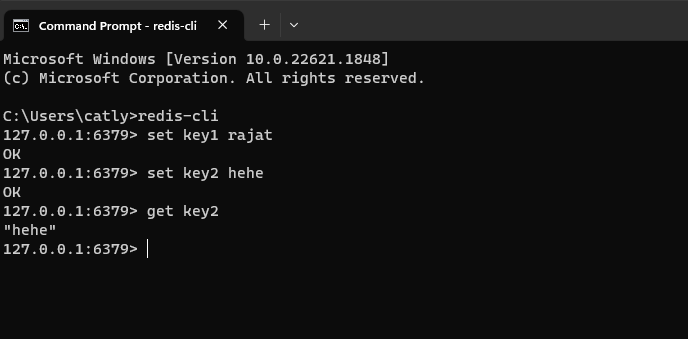 Command Prompt - redis-cli
Microsoft Windows [Version 10.0.22621.1848]
(c) Microsoft Corporation. All rights reserved.
C:\Users\catly>redis-cli
127.0.0.1:6379> set key1 rajat
OK
127.0.0.1:6379> set key2 hehe
OK
127.0.0.1:6379> get key2
"hehe"
127.0.0.1:6379>